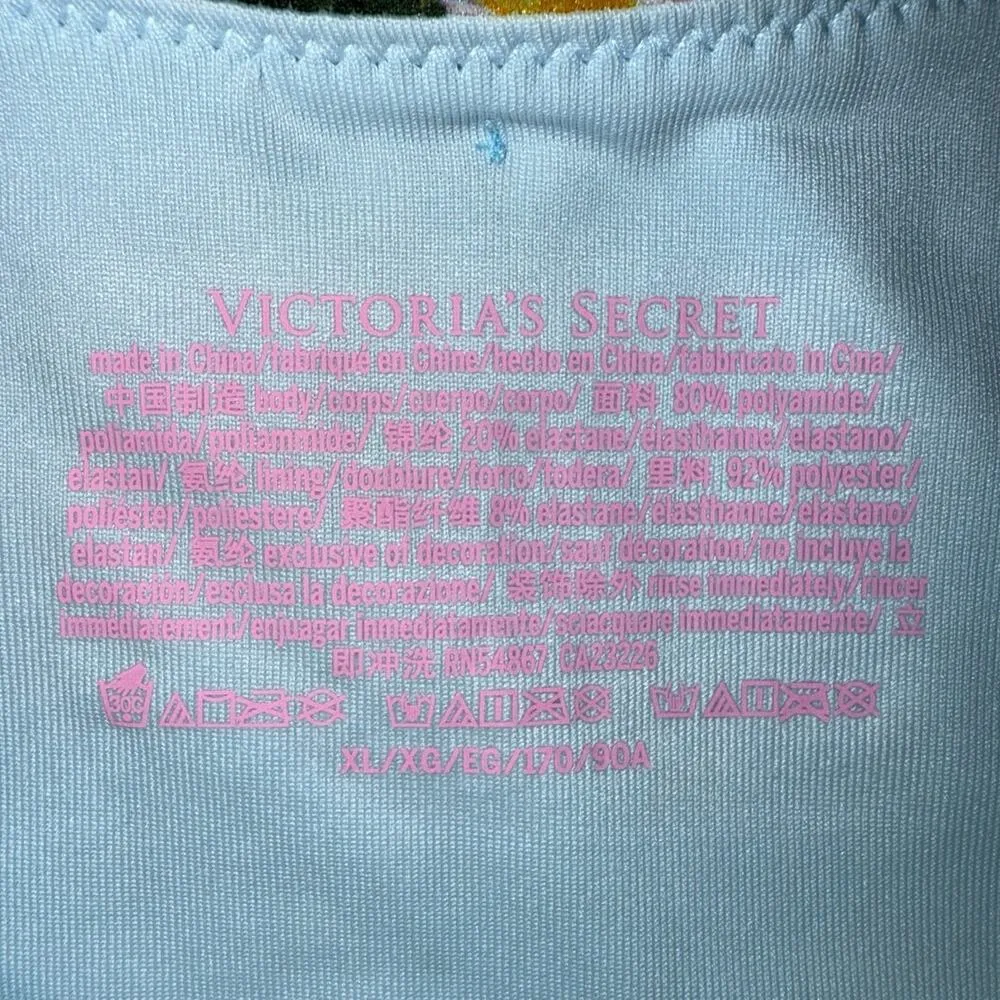 VICTORIA'S SECRET
made in China/fabriqué en Chine/hecho en China/fabbricato in Cina/
中国制造 body/corps/cuerpo/corpo/ 面料 80% polyamide/
poliamida/poliammide/ 锦纶 20% elastane/élasthanne/elastano/
elastan/ 氨纶 lining/doublure/forro/fodera/ 里料 92% polyester/
poliéster/poliestere/ 聚酯纤维 8% elastane/élasthanne/elastano/
elastan/ 氨纶 exclusive of decoration/sauf décoration/no incluye la
decoración/esclusa la decorazione/ 装饰除外 rinse immediately/rincer
immédiatement/enjuagar inmediatamente/sciacquare immediatamente/ 立
即冲洗 RN54867 CA23226
30C
XL/XG/EG/170/90A